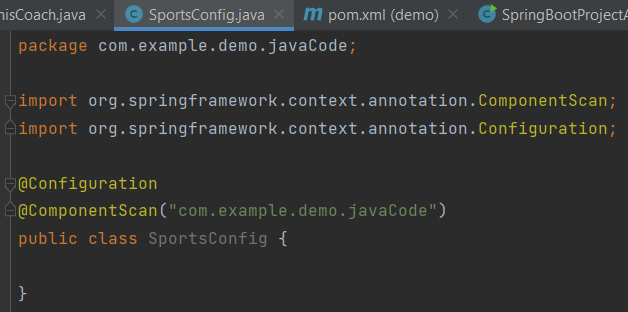 nisCoach.java SportsConfig.java pom.xml (demo) SpringBootProjectA
package com.example.demo.javaCode;
import org.springframework.context.annotation.ComponentScan;
import org.springframework.context.annotation.Configuration;
@Configuration
@ComponentScan("com.example.demo.javaCode")
public class SportsConfig {
}